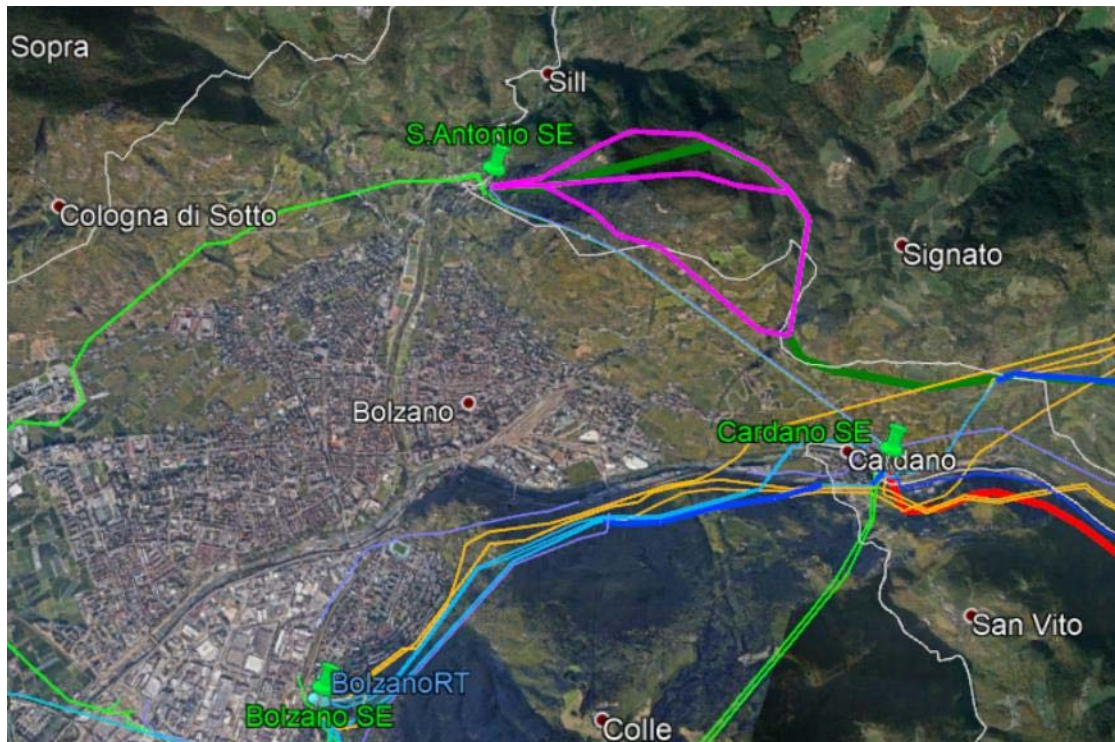 Sopra
Sill
S.Antonio SE
Cologna di Sotto
Signato
Bolzano
Cardano SE
Cardano
San Vito
BolzanoRT
Bolzano SE
Colle